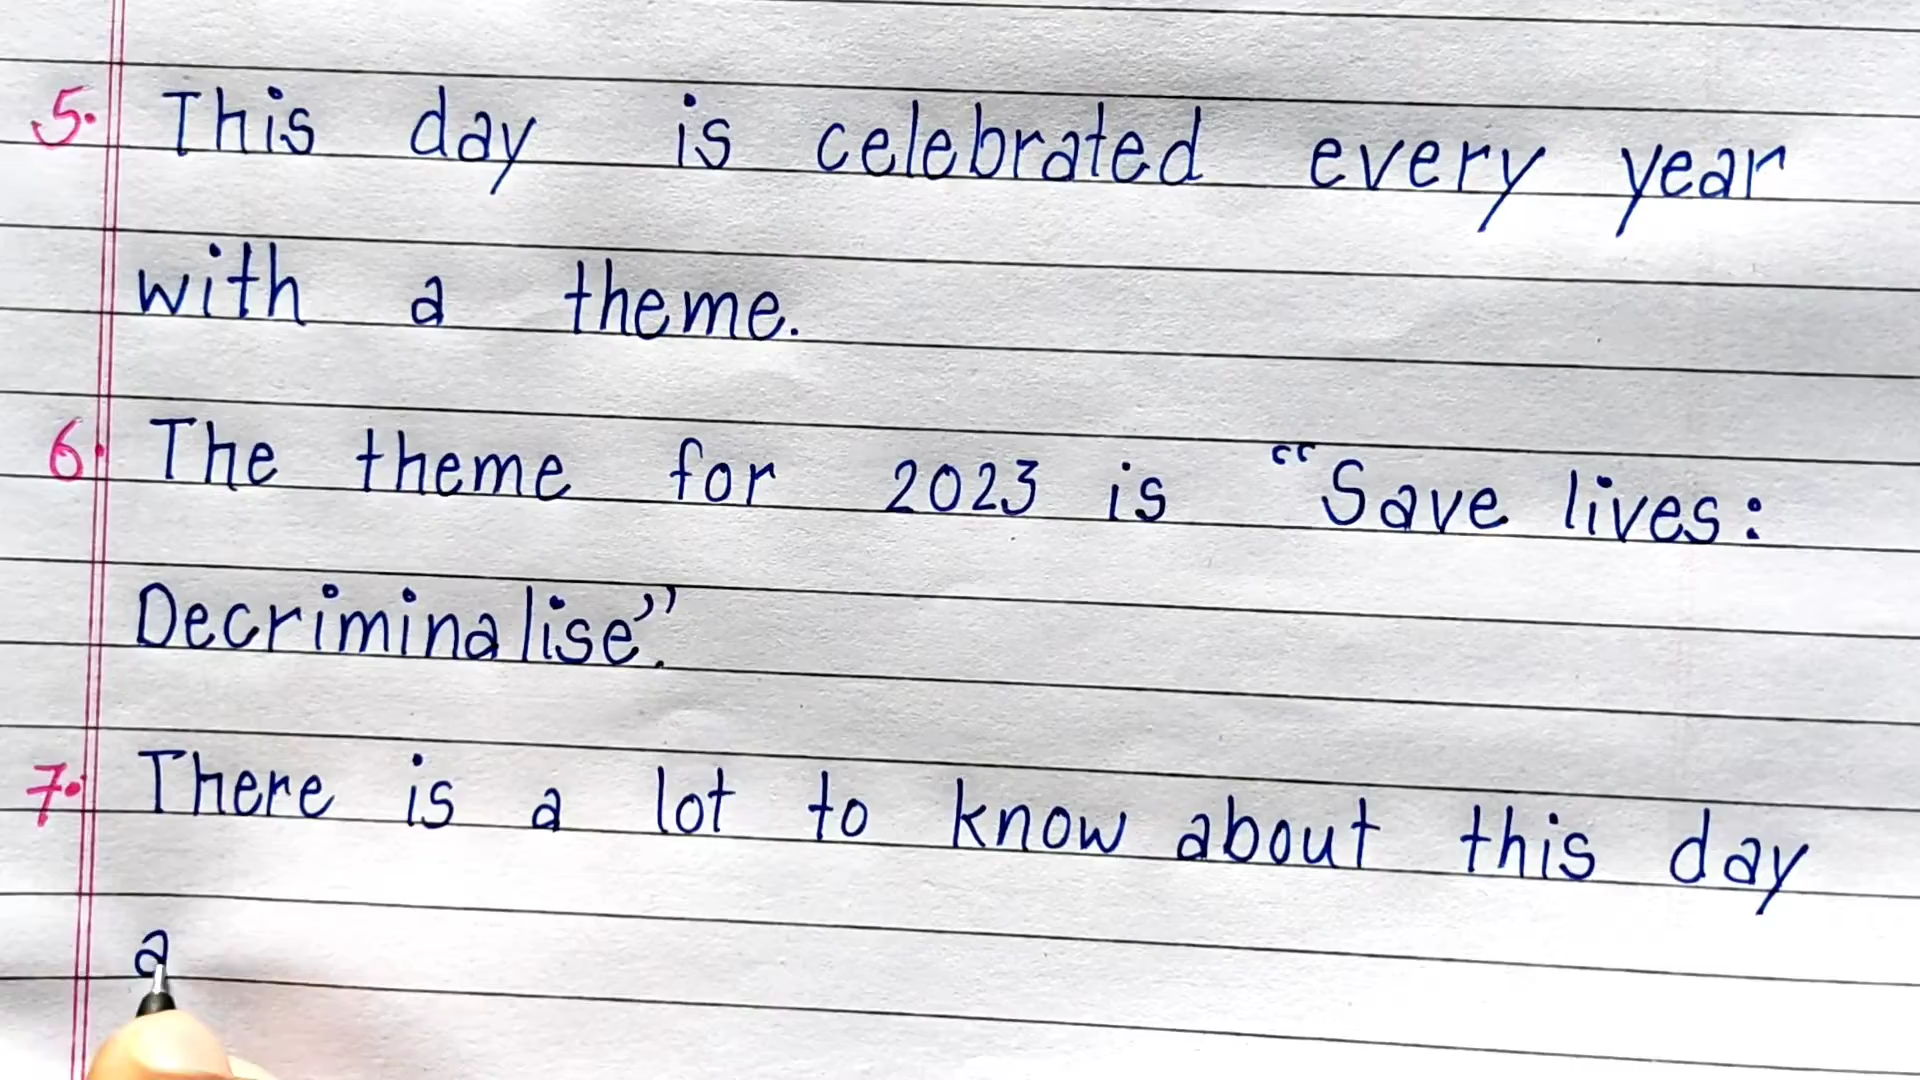 5. This day is celebrated every year
with a theme.
6. The theme for 2023 is "Save lives:
Decriminalise".
7. There is a lot to know about this day
a